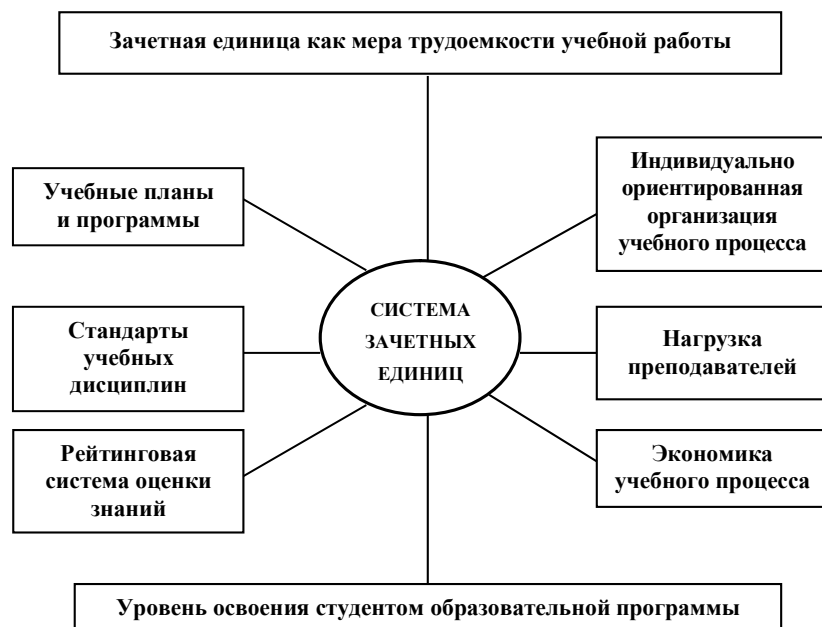 Зачетная единица как мера трудоемкости учебной работы
Учебные планы
и программы
Индивидуально
ориентированная
организация
учебного процесса
СИСТЕМА
ЗАЧЕТНЫХ
ЕДИНИЦ
Стандарты
учебных
дисциплин
Нагрузка
преподавателей
Рейтинговая
система оценки
знаний
Экономика
учебного процесса
Уровень освоения студентом образовательной программы